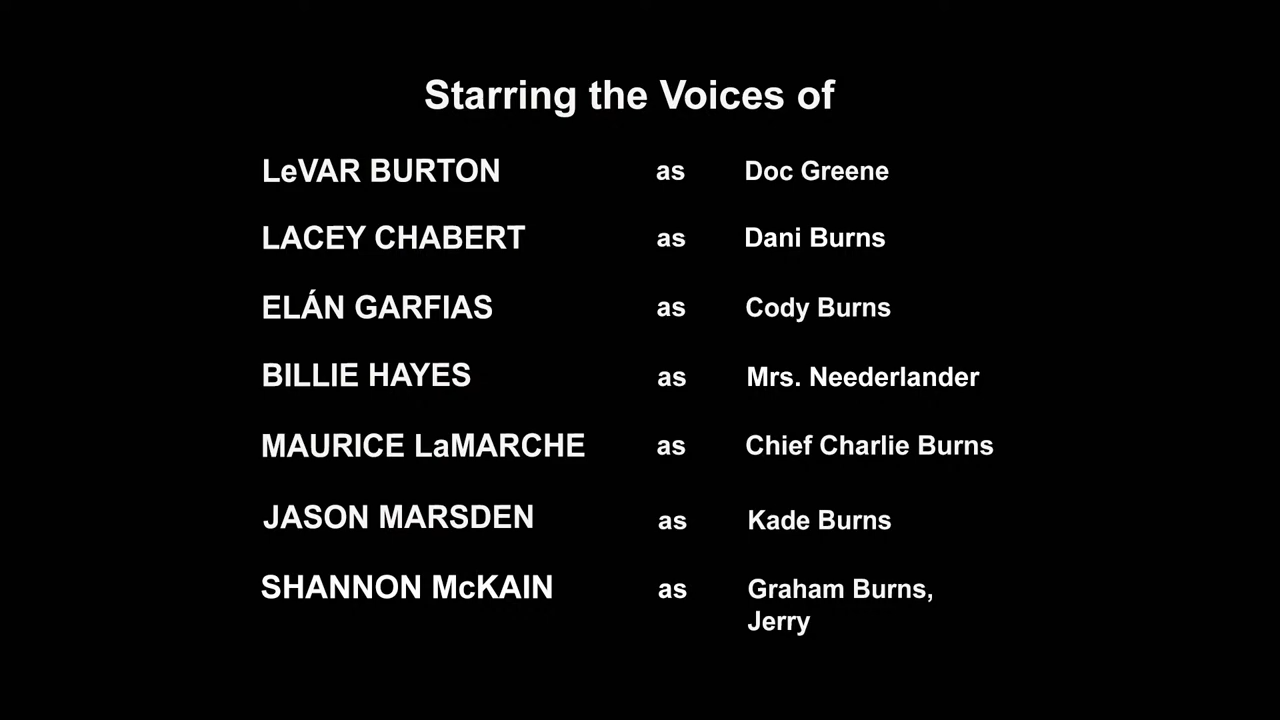 Starring the Voices of
LeVAR BURTON as Doc Greene
LACEY CHABERT as Dani Burns
ELÁN GARFIAS as Cody Burns
BILLIE HAYES as Mrs. Neederlander
MAURICE LaMARCHE as Chief Charlie Burns
JASON MARSDEN as Kade Burns
SHANNON McKAIN as Graham Burns,
Jerry